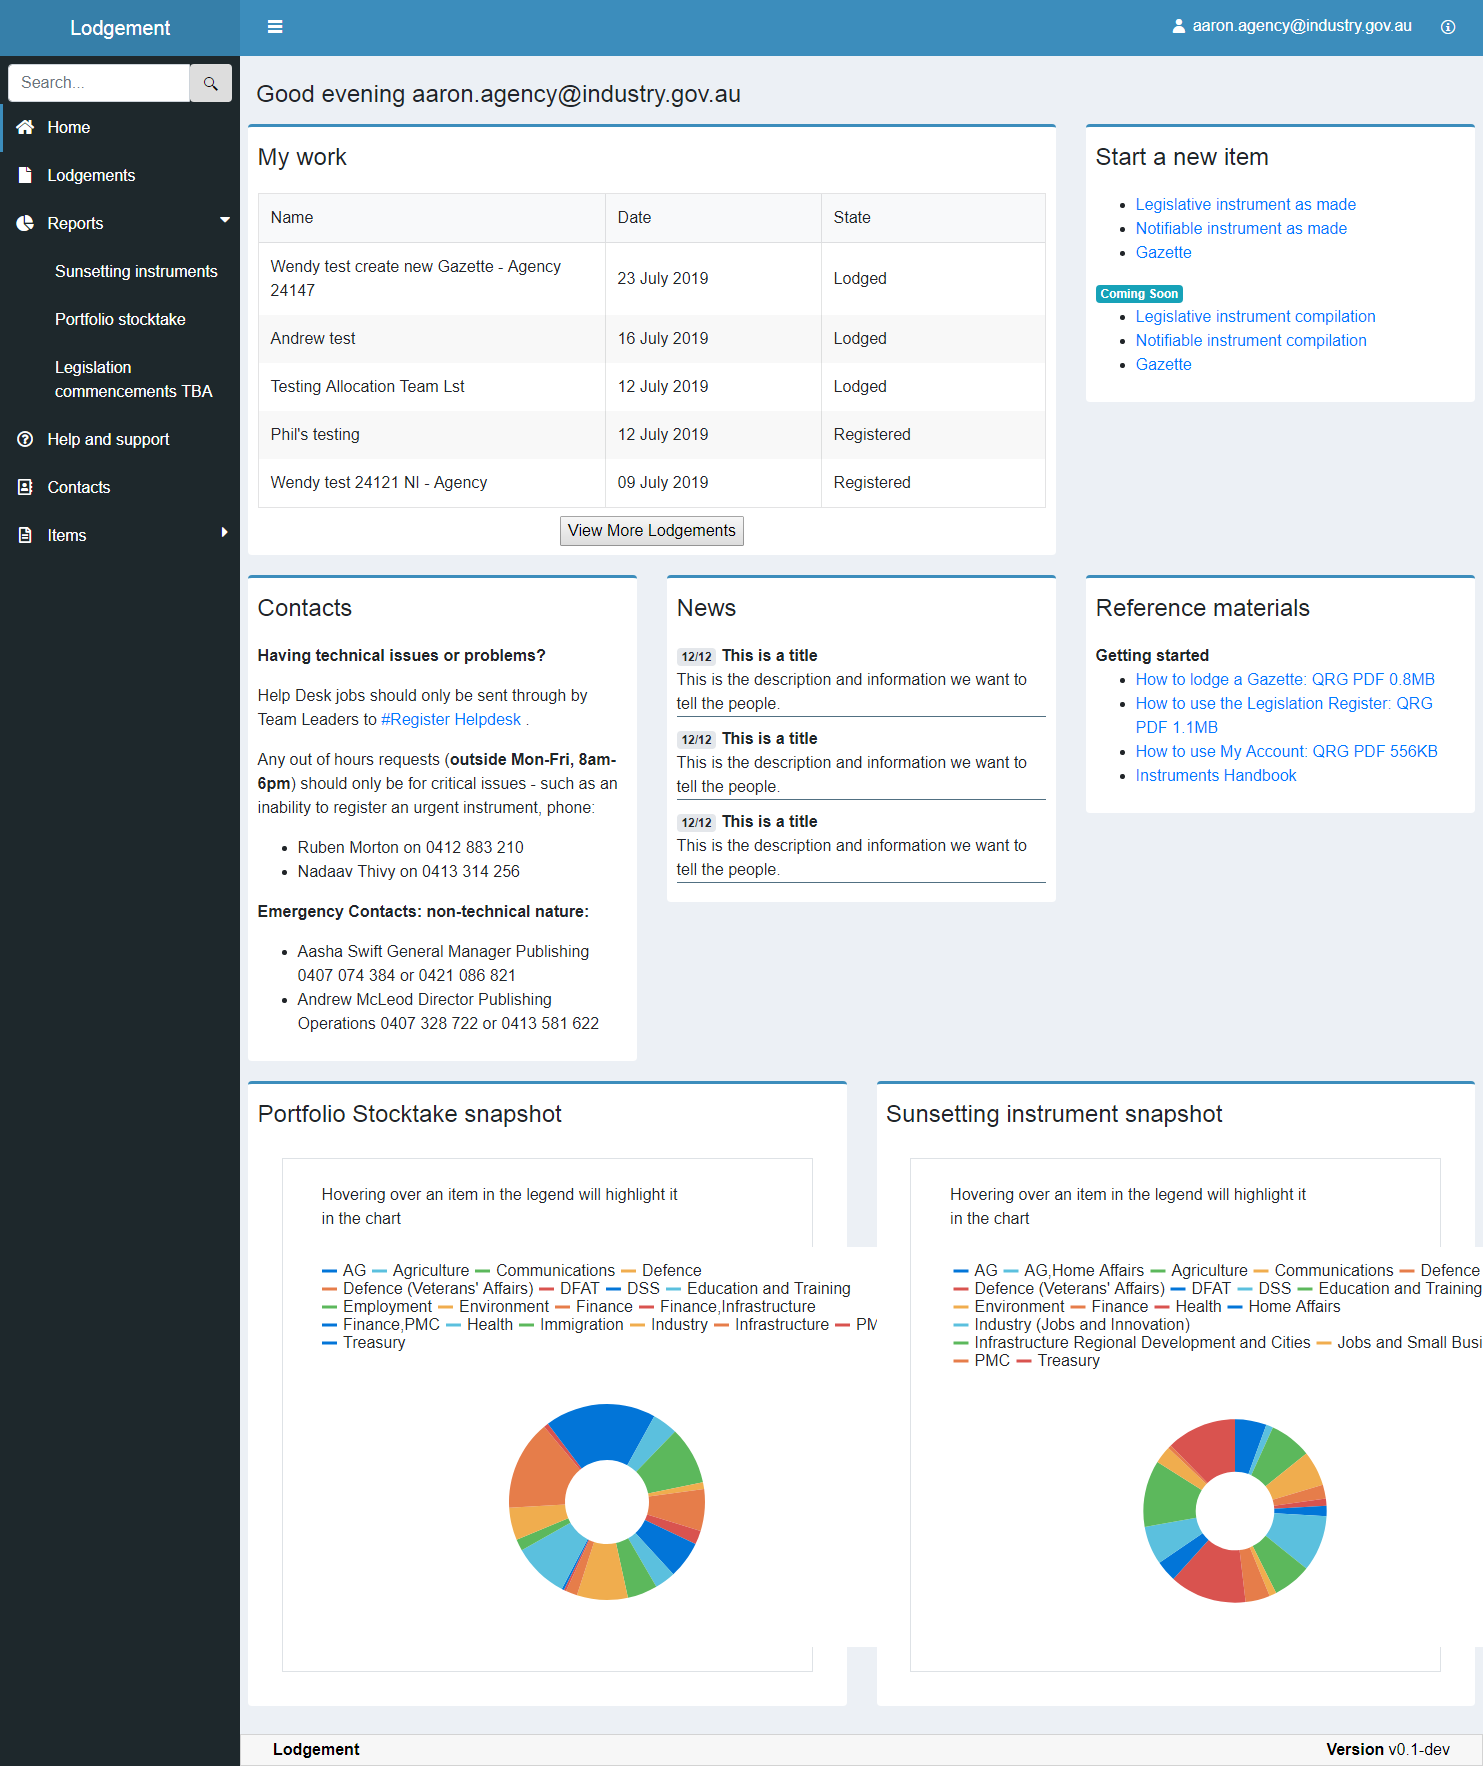 Lodgement
aaron.agency@industry.gov.au
Search...
Home
Lodgements
Reports
Sunsetting instruments
Portfolio stocktake
Legislation
commencements TBA
Help and support
Contacts
Items
Good evening aaron.agency@industry.gov.au
My work
Name Date State
Wendy test create new Gazette - Agency
24147
23 July 2019 Lodged
Andrew test 16 July 2019 Lodged
Testing Allocation Team Lst 12 July 2019 Lodged
Phil's testing 12 July 2019 Registered
Wendy test 24121 NI - Agency 09 July 2019 Registered
View More Lodgements
Start a new item
Legislative instrument as made
Notifiable instrument as made
Gazette
Coming Soon
Legislative instrument compilation
Notifiable instrument compilation
Gazette
Contacts
Having technical issues or problems?
Help Desk jobs should only be sent through by
Team Leaders to #Register Helpdesk .
Any out of hours requests (outside Mon-Fri, 8am-
6pm) should only be for critical issues - such as an
inability to register an urgent instrument, phone:
Ruben Morton on 0412 883 210
Nadaav Thivy on 0413 314 256
Emergency Contacts: non-technical nature:
Aasha Swift General Manager Publishing
0407 074 384 or 0421 086 821
Andrew McLeod Director Publishing
Operations 0407 328 722 or 0413 581 622
News
12/12 This is a title
This is the description and information we want to
tell the people.
12/12 This is a title
This is the description and information we want to
tell the people.
12/12 This is a title
This is the description and information we want to
tell the people.
Reference materials
Getting started
How to lodge a Gazette: QRG PDF 0.8MB
How to use the Legislation Register: QRG
PDF 1.1MB
How to use My Account: QRG PDF 556KB
Instruments Handbook
Portfolio Stocktake snapshot
Hovering over an item in the legend will highlight it
in the chart
AG Agriculture Communications Defence
Defence (Veterans' Affairs) DFAT DSS Education and Training
Employment Environment Finance Finance,Infrastructure
Finance,PMC Health Immigration Industry Infrastructure
Treasury
Sunsetting instrument snapshot
Hovering over an item in the legend will highlight it
in the chart
AG AG,Home Affairs Agriculture Communications Defence
Defence (Veterans' Affairs) DFAT DSS Education and Training
Environment Finance Health Home Affairs
Industry (Jobs and Innovation)
Infrastructure Regional Development and Cities Jobs and Small Busi
PMC Treasury
Lodgement
Version v0.1-dev